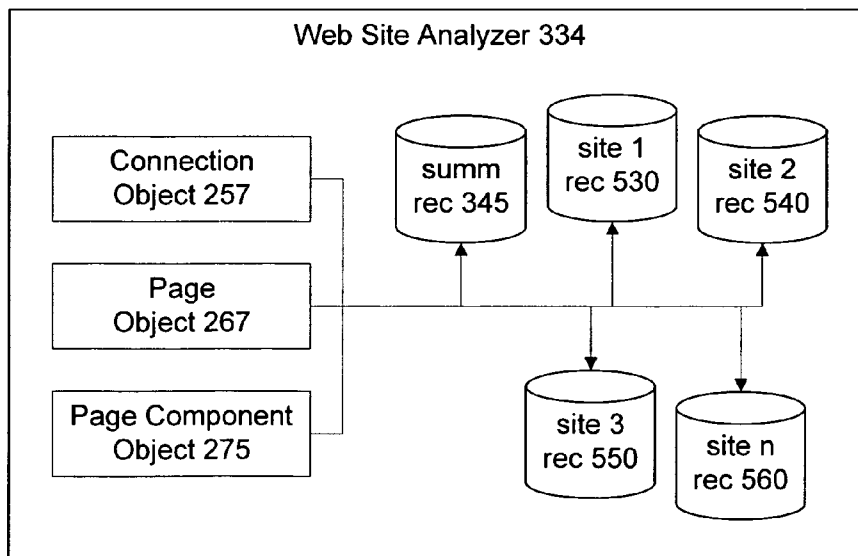 Web Site Analyzer 334
Connection
Object 257
Page
Object 267
Page Component
Object 275
summ
rec 345
site 1
rec 530
site 2
rec 540
site 3
rec 550
site n
rec 560